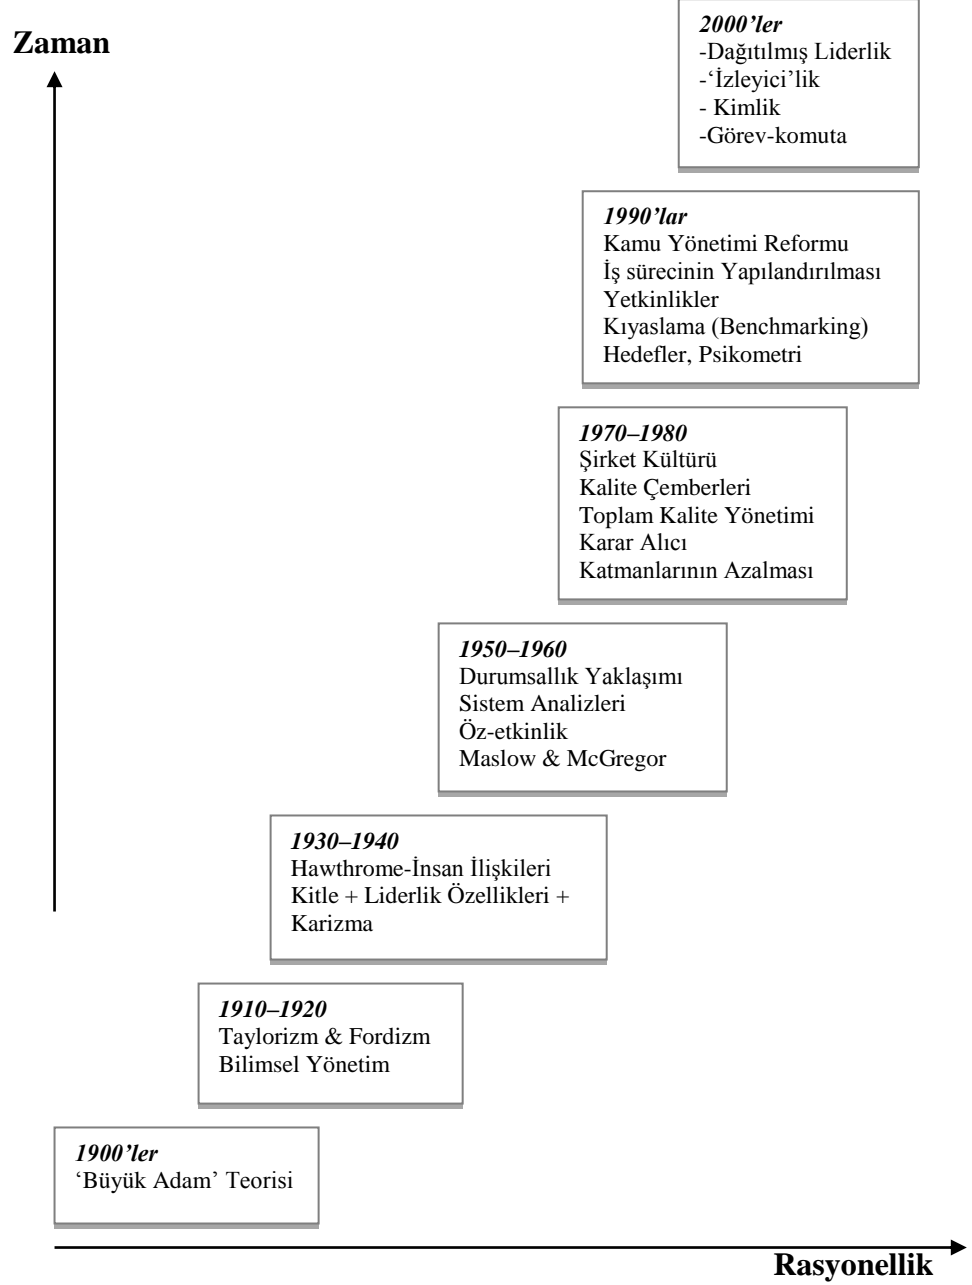 Zaman
2000’ler
-Dağıtılmış Liderlik
-‘İzleyici’lik
- Kimlik
-Görev-komuta
1990’lar
Kamu Yönetimi Reformu
İş sürecinin Yapılandırılması
Yetkinlikler
Kıyaslama (Benchmarking)
Hedefler, Psikometri
1970–1980
Şirket Kültürü
Kalite Çemberleri
Toplam Kalite Yönetimi
Karar Alıcı
Katmanlarının Azalması
1950–1960
Durumsallık Yaklaşımı
Sistem Analizleri
Öz-etkinlik
Maslow & McGregor
1930–1940
Hawthrome-İnsan İlişkileri
Kitle + Liderlik Özellikleri +
Karizma
1910–1920
Taylorizm & Fordizm
Bilimsel Yönetim
1900’ler
‘Büyük Adam’ Teorisi
Rasyonellik